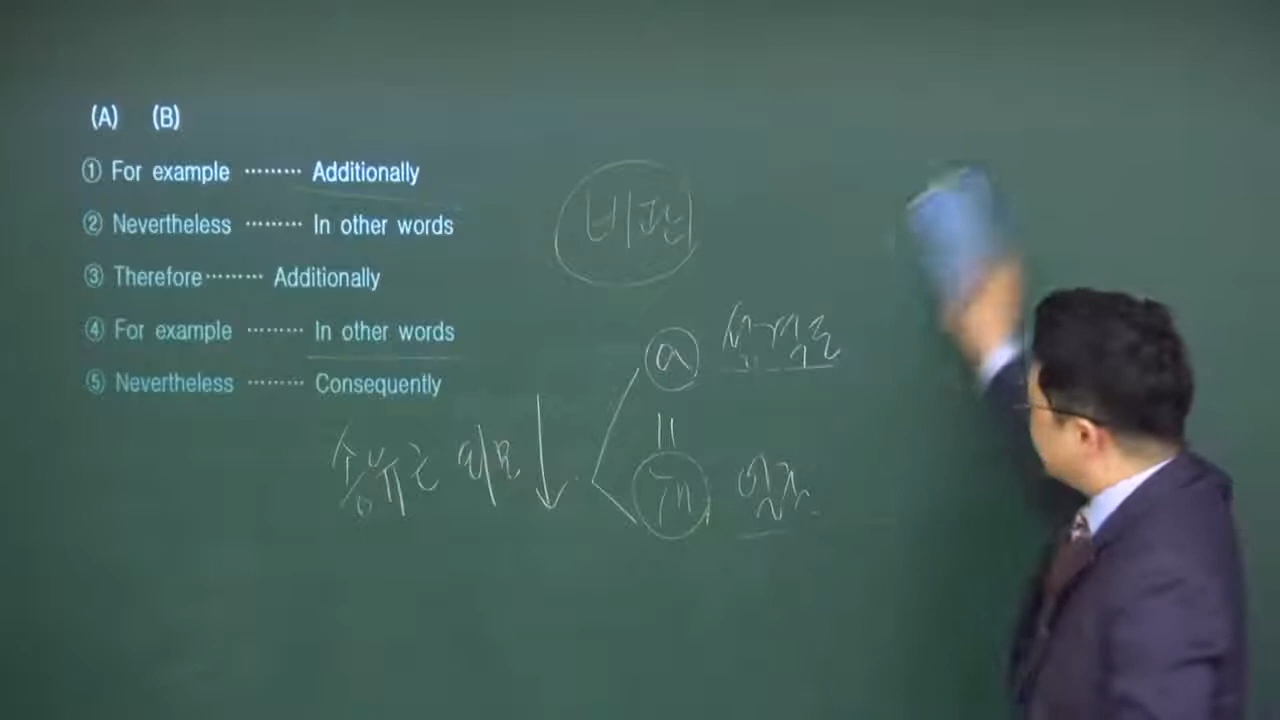 (A) (B)
① For example ········· Additionally
② Nevertheless ········· In other words
③ Therefore ········· Additionally
④ For example ········· In other words
⑤ Nevertheless ········· Consequently
비판
ⓐ
=